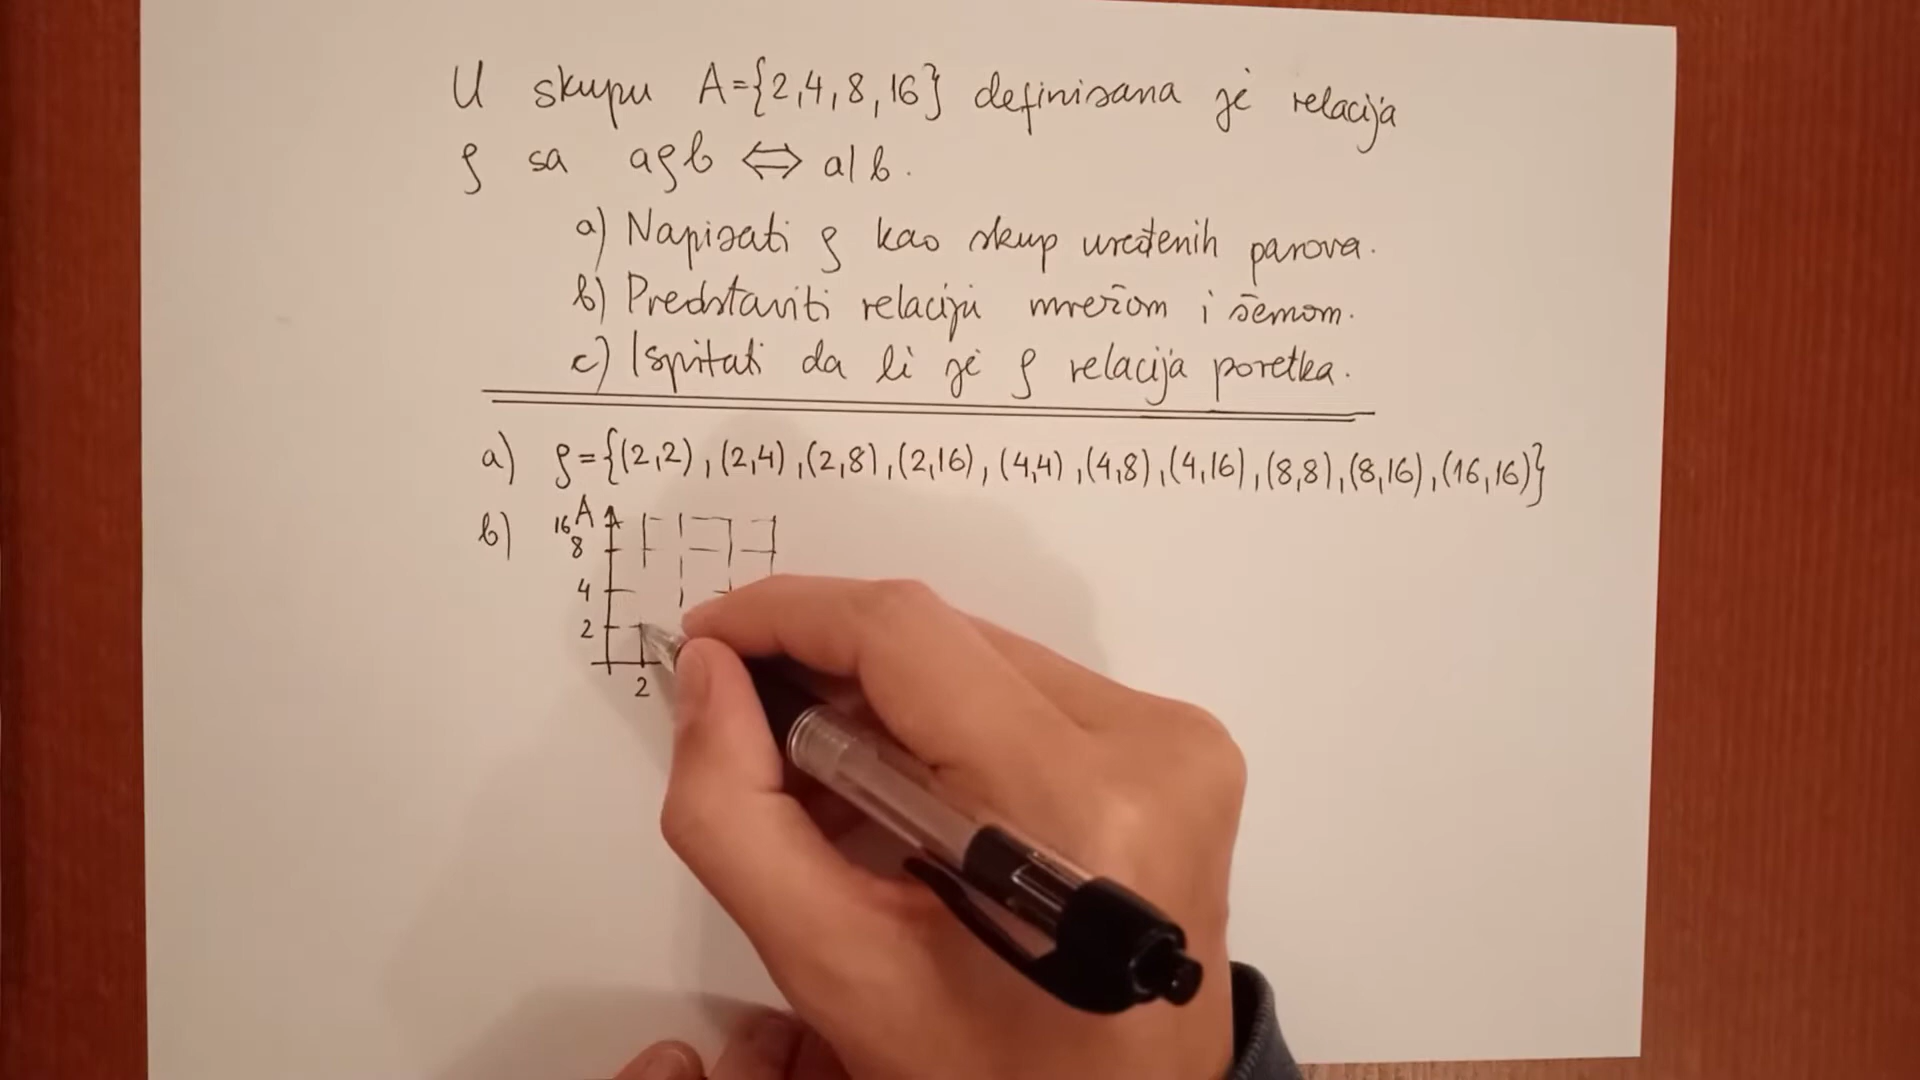 U skupu A={2,4,8,16} definisana je relacija
ρ sa aρb ⇔ a|b.
a) Napisati ρ kao skup uređenih parova.
b) Predstaviti relaciju mrežom i šemom.
c) Ispitati da li je ρ relacija poretka.
a) ρ={(2,2),(2,4),(2,8),(2,16),(4,4),(4,8),(4,16),(8,8),(8,16),(16,16)}
b) A
16
8
4
2
2